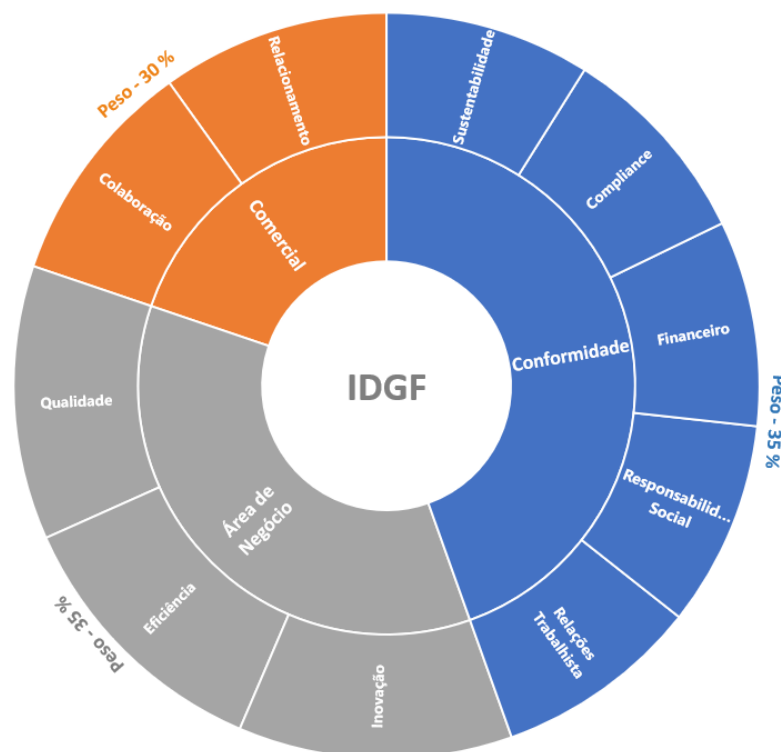 Peso - 30 %
Relacionamento
Colaboração
Comercial
Sustentabilidade
Compliance
Financeiro
Conformidade
Peso - 35 %
Responsabilid...
Social
Relações
Trabalhista
IDGF
Qualidade
Área de
Negócio
Eficiência
Peso - 35 %
Inovação